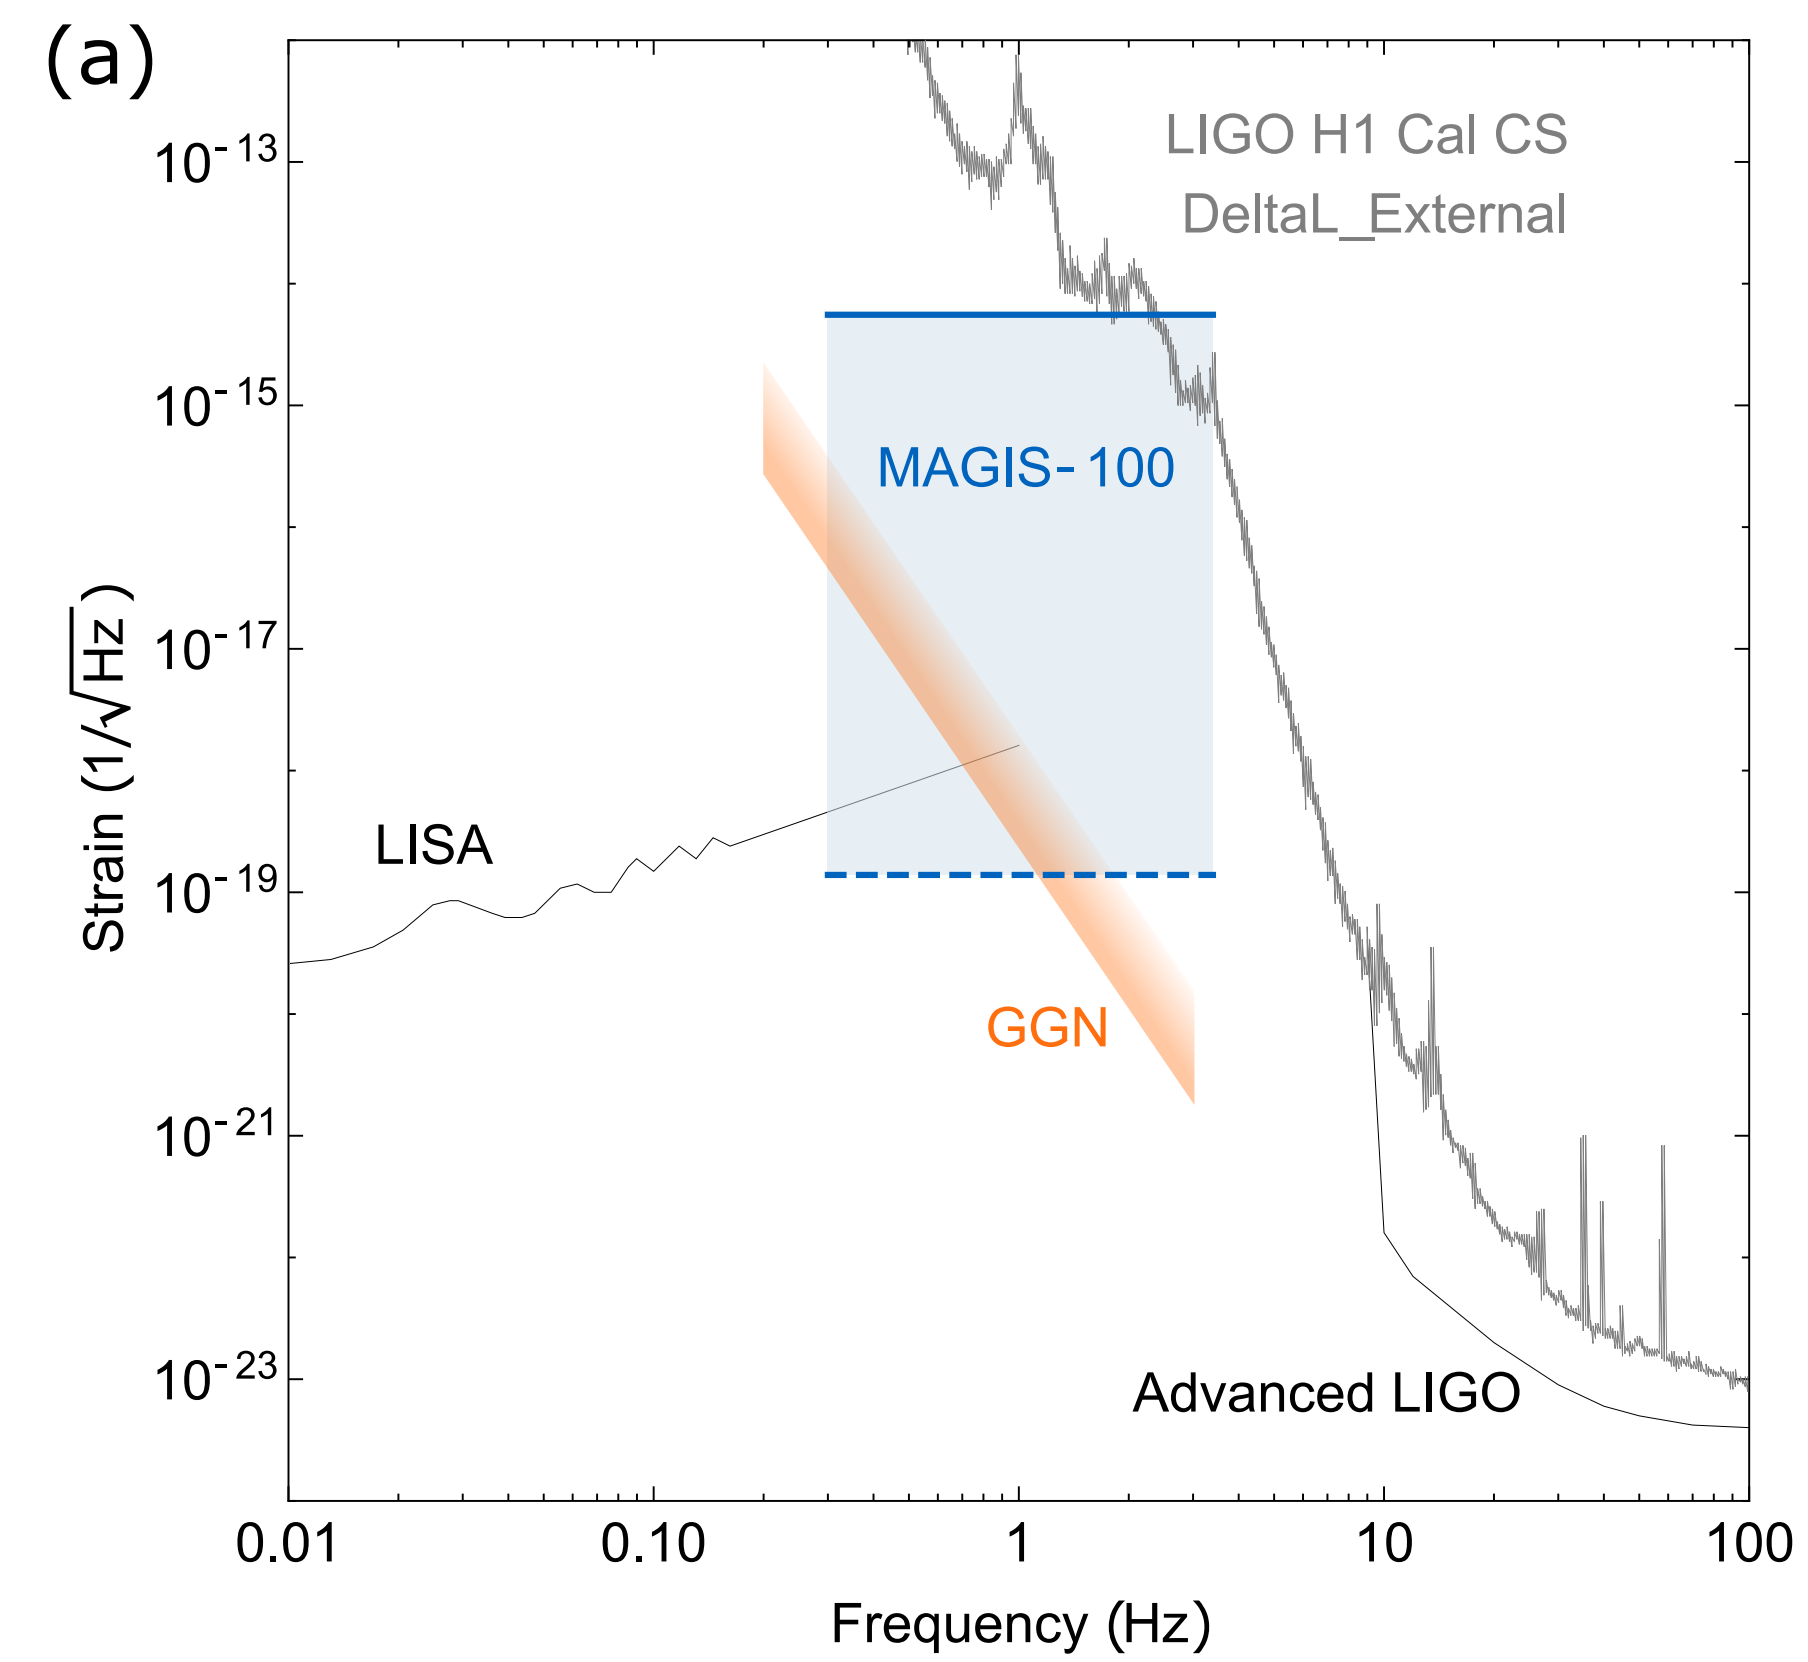 (a)
LIGO H1 Cal CS
DeltaL_External
10-13
10-15
10-17
10-19
10-21
10-23
MAGIS-100
LISA
GGN
Advanced LIGO
Strain (1/√Hz)
0.01 0.10 1 10 100
Frequency (Hz)